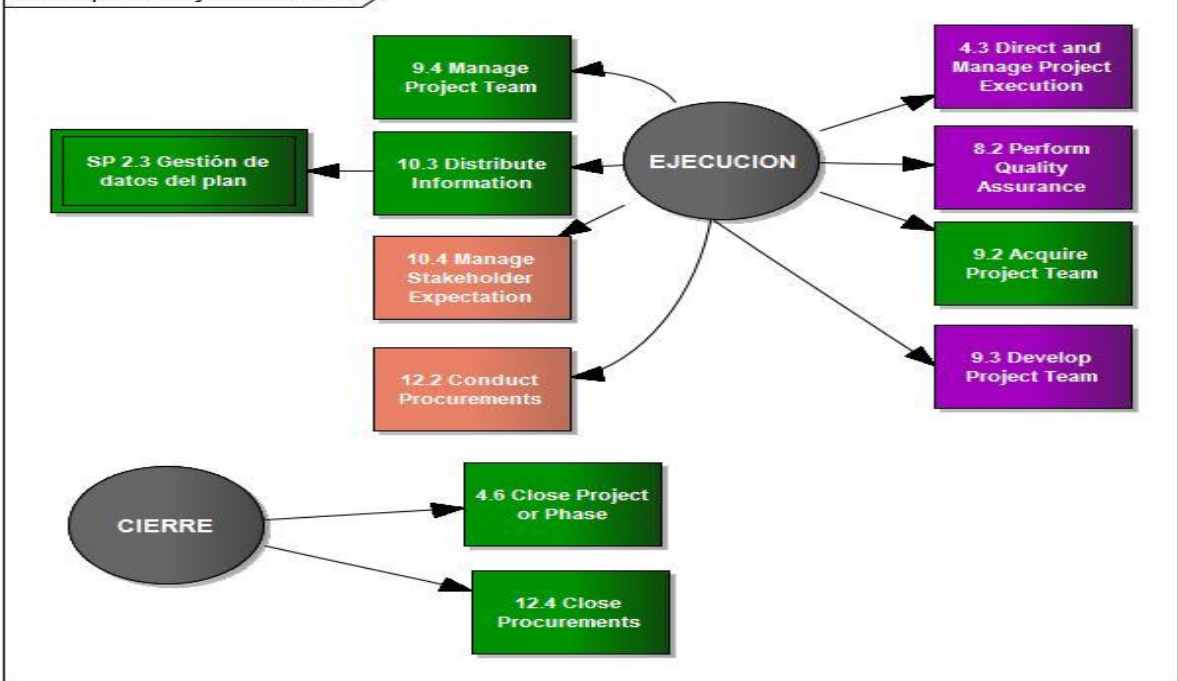 9.4 Manage
Project Team
4.3 Direct and
Manage Project
Execution
SP 2.3 Gestión de
datos del plan
10.3 Distribute
Information
EJECUCION
8.2 Perform
Quality
Assurance
10.4 Manage
Stakeholder
Expectation
9.2 Acquire
Project Team
12.2 Conduct
Procurements
9.3 Develop
Project Team
CIERRE
4.6 Close Project
or Phase
12.4 Close
Procurements